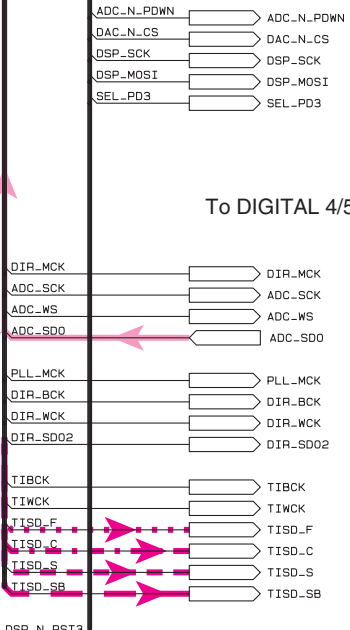 ADC_N_PDWN ADC_N_PDWN
DAC_N_CS DAC_N_CS
DSP_SCK DSP_SCK
DSP_MOSI DSP_MOSI
SEL_PD3 SEL_PD3
To DIGITAL 4/5
DIR_MCK DIR_MCK
ADC_SCK ADC_SCK
ADC_WS ADC_WS
ADC_SDO ADC_SDO
PLL_MCK PLL_MCK
DIR_BCK DIR_BCK
DIR_WCK DIR_WCK
DIR_SDO2 DIR_SDO2
TIBCK TIBCK
TIWCK TIWCK
TISD_F TISD_F
TISD_C TISD_C
TISD_S TISD_S
TISD_SB TISD_SB
DSP_N_RST3